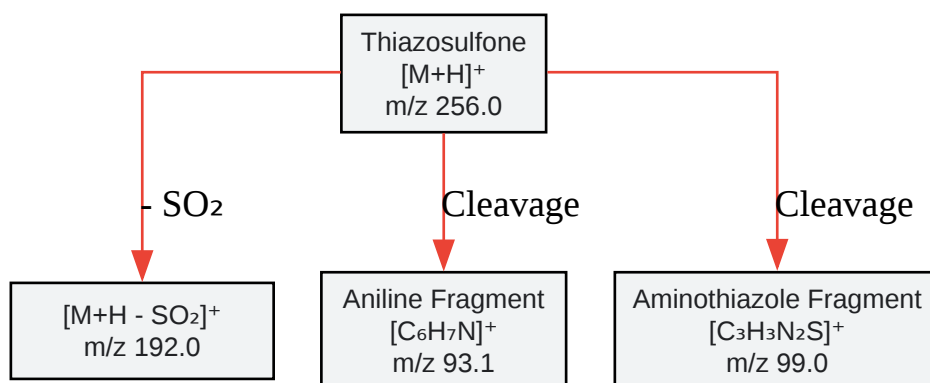 Thiazosulfone
[M+H]⁺
m/z 256.0
- SO₂
Cleavage
Cleavage
[M+H - SO₂]⁺
m/z 192.0
Aniline Fragment
[C₆H₇N]⁺
m/z 93.1
Aminothiazole Fragment
[C₃H₃N₂S]⁺
m/z 99.0